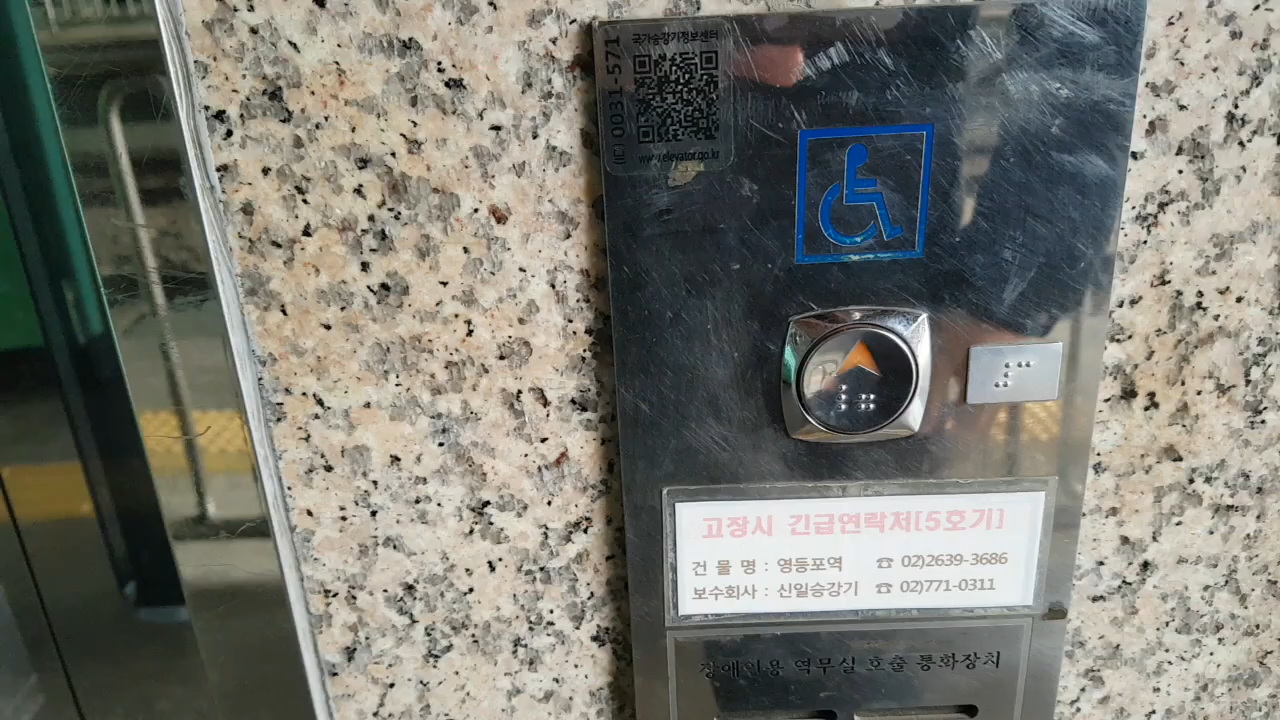 국가승강기정보센터
(IC) 0031-571
www.elevator.go.kr
고장시 긴급연락처[5호기]
건 물 명 : 영등포역 ☎ 02)2639-3686
보수회사 : 신일승강기 ☎ 02)771-0311
장애인용 역무실 호출 통화장치